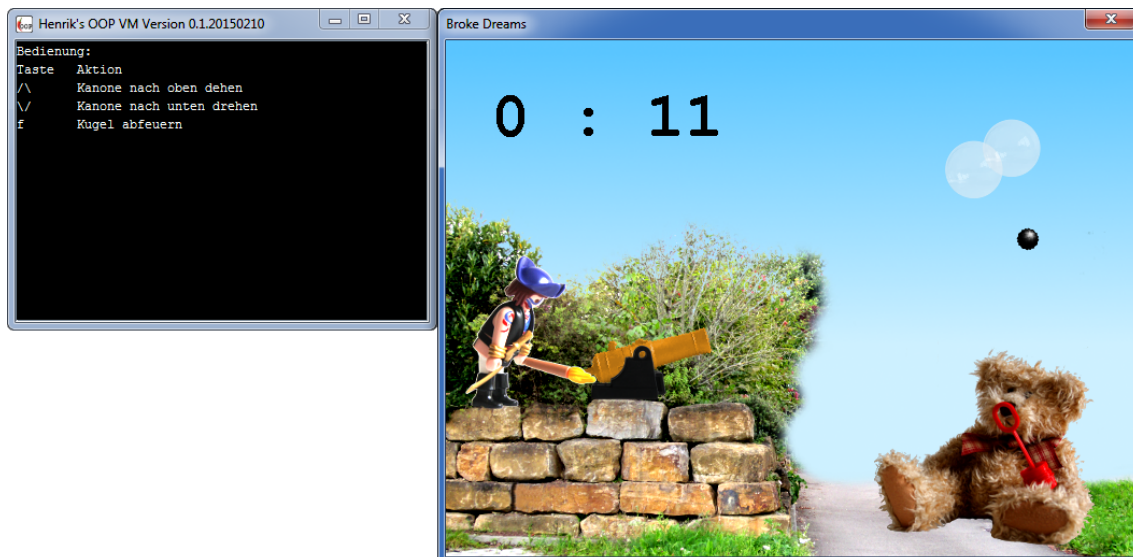 Henrik's OOP VM Version 0.1.20150210
Bedienung:
Taste Aktion
/\ Kanone nach oben dehen
\/ Kanone nach unten drehen
f Kugel abfeuern
Broke Dreams
0 : 11